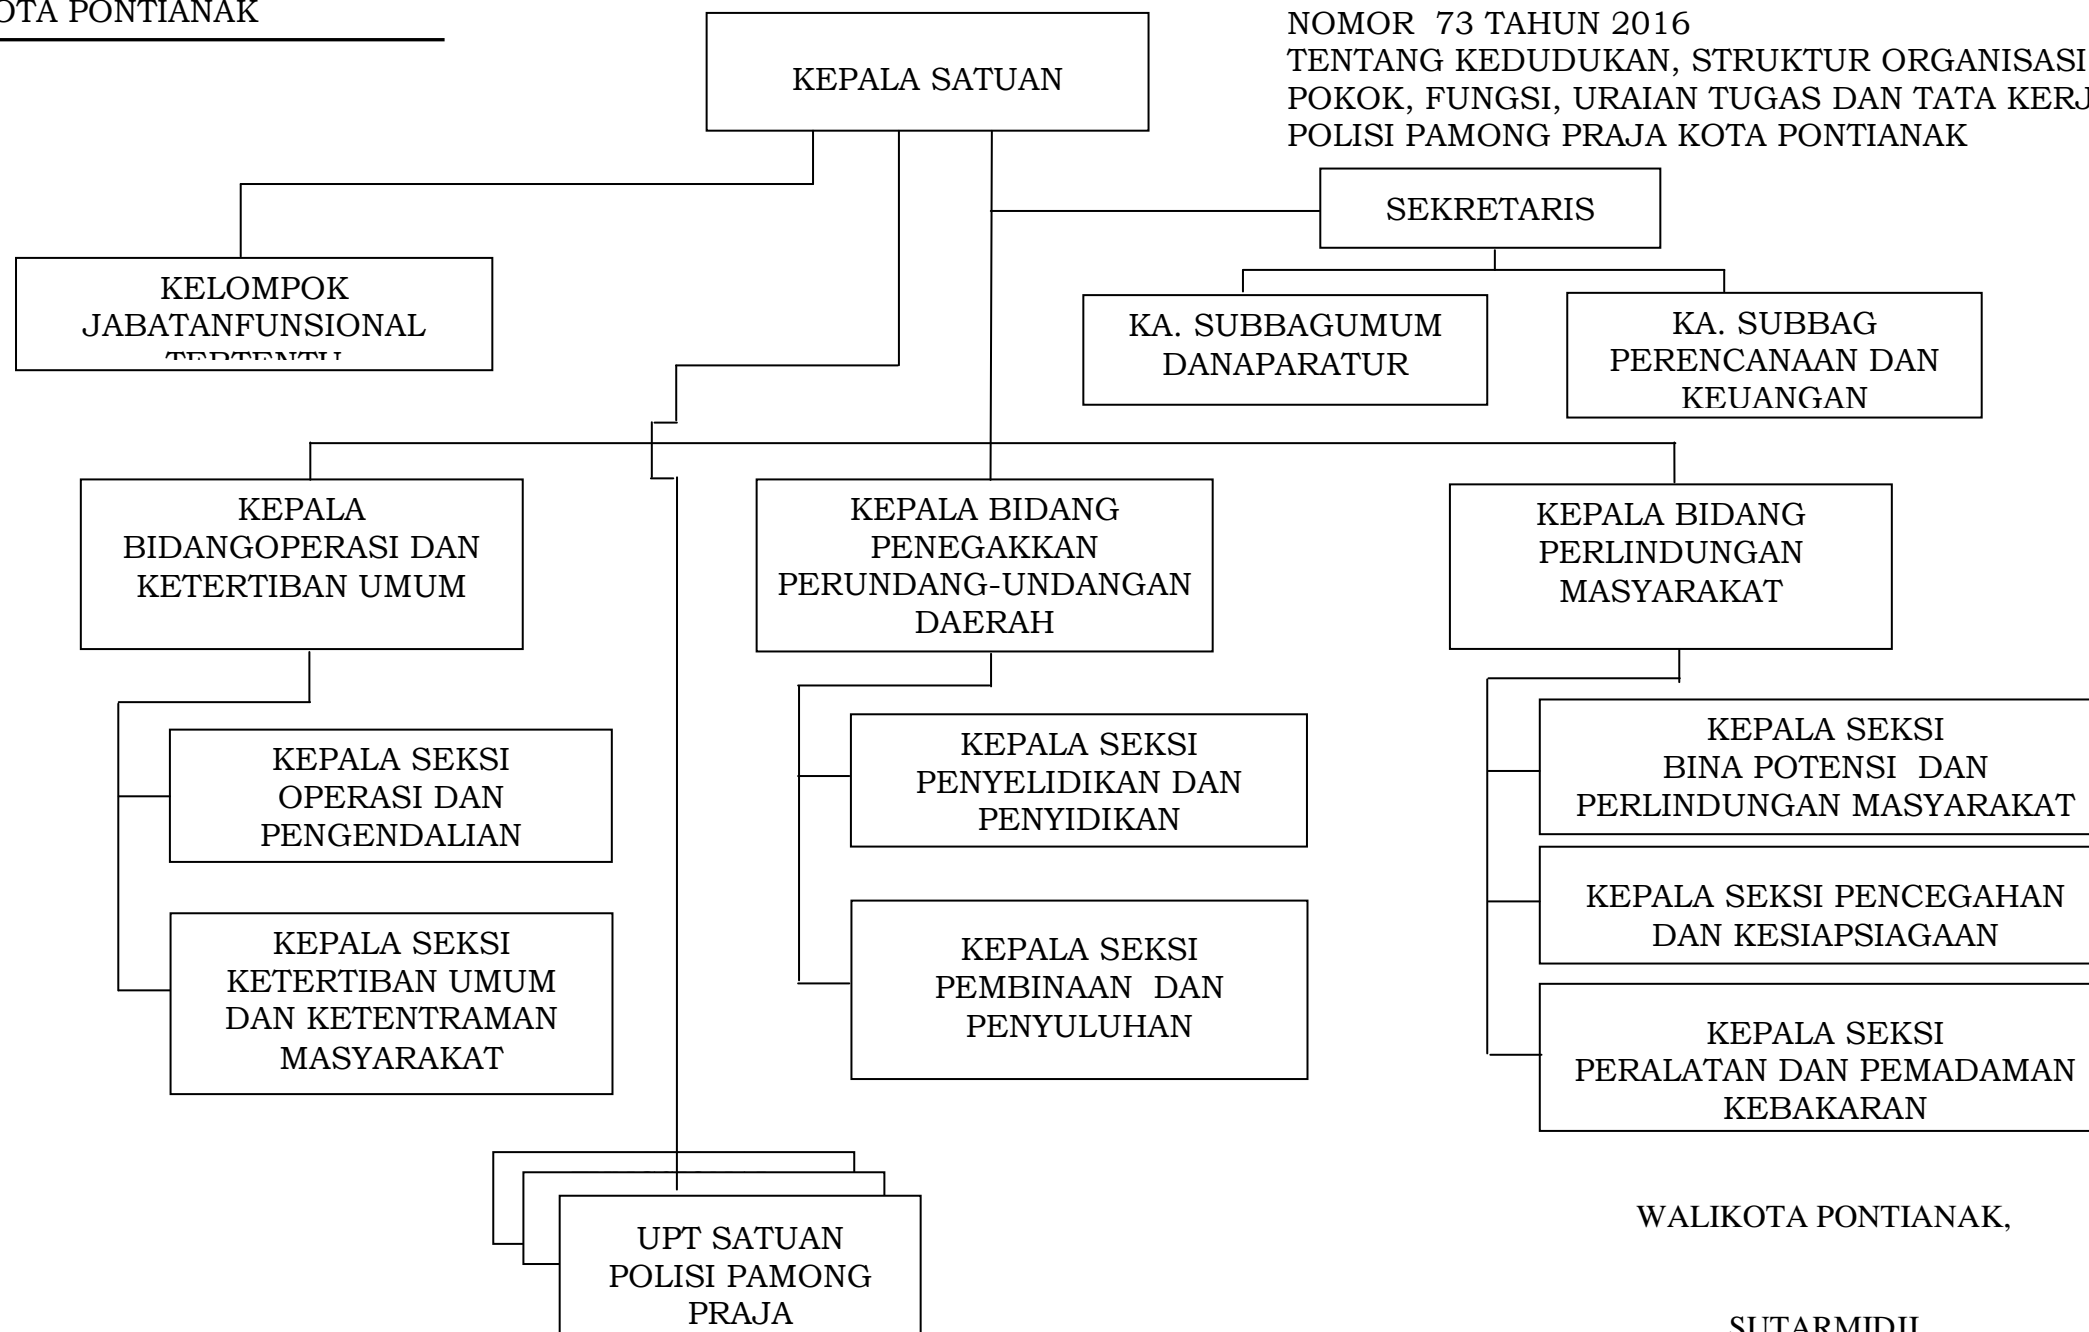 KOTA PONTIANAK
NOMOR  73 TAHUN 2016
TENTANG KEDUDUKAN, STRUKTUR ORGANISASI
POKOK, FUNGSI, URAIAN TUGAS DAN TATA
POLISI PAMONG PRAJA KOTA PONTIANAK
KEPALA SATUAN
SEKRETARIS
KELOMPOK
JABATANFUNSIONAL
TERTENTU
KA. SUBBAGUMUM
DANAPARATUR
KA. SUBBAG
PERENCANAAN DAN
KEUANGAN
KEPALA
BIDANGOPERASI DAN
KETERTIBAN UMUM
KEPALA BIDANG
PENEGAKKAN
PERUNDANG-UNDANGAN
DAERAH
KEPALA BIDANG
PERLINDUNGAN
MASYARAKAT
KEPALA SEKSI
OPERASI DAN
PENGENDALIAN
KEPALA SEKSI
KETERTIBAN UMUM
DAN KETENTRAMAN
MASYARAKAT
KEPALA SEKSI
PENYELIDIKAN DAN
PENYIDIKAN
KEPALA SEKSI
PEMBINAAN  DAN
PENYULUHAN
KEPALA SEKSI
BINA POTENSI  DAN
PERLINDUNGAN MASYARAKAT
KEPALA SEKSI PENCEGAHAN
DAN KESIAPSIAGAAN
KEPALA SEKSI
PERALATAN DAN PEMADAMAN
KEBAKARAN
UPT SATUAN
POLISI PAMONG
PRAJA
WALIKOTA PONTIANAK,
SUTARMIDJI